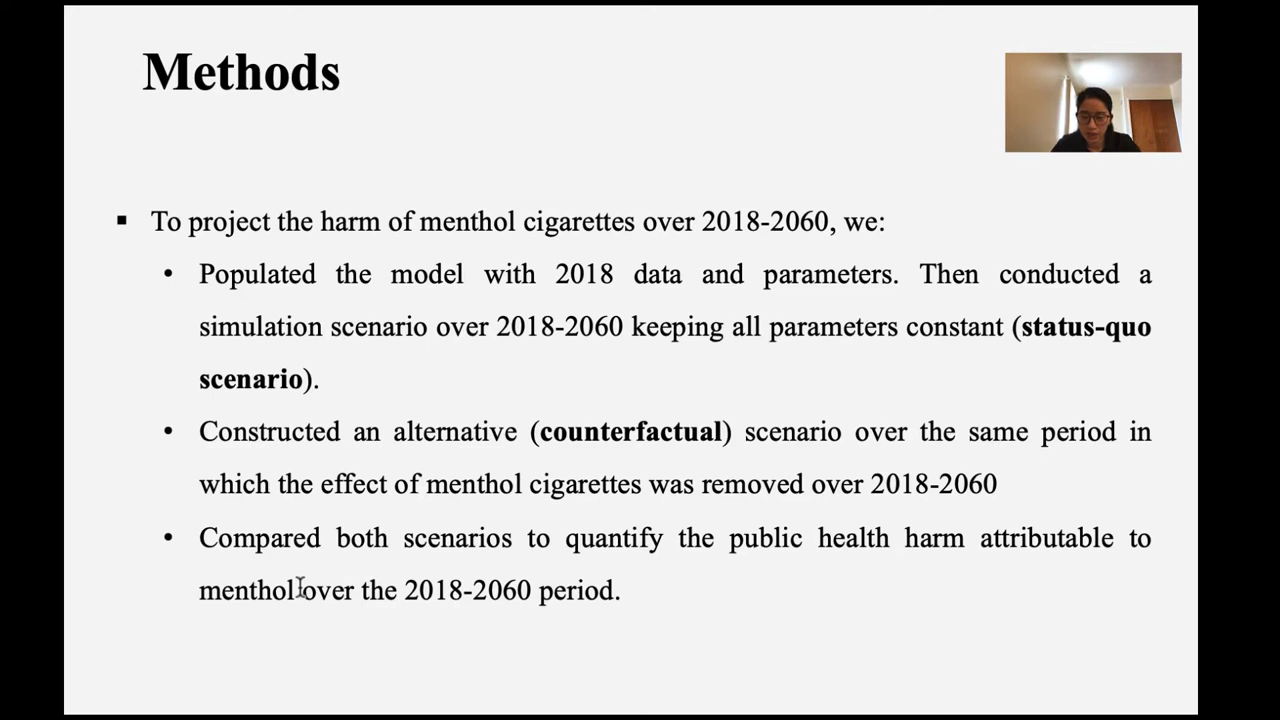 Methods
▪ To project the harm of menthol cigarettes over 2018-2060, we:
• Populated the model with 2018 data and parameters. Then conducted a
simulation scenario over 2018-2060 keeping all parameters constant (status-quo
scenario).
• Constructed an alternative (counterfactual) scenario over the same period in
which the effect of menthol cigarettes was removed over 2018-2060
• Compared both scenarios to quantify the public health harm attributable to
menthol over the 2018-2060 period.